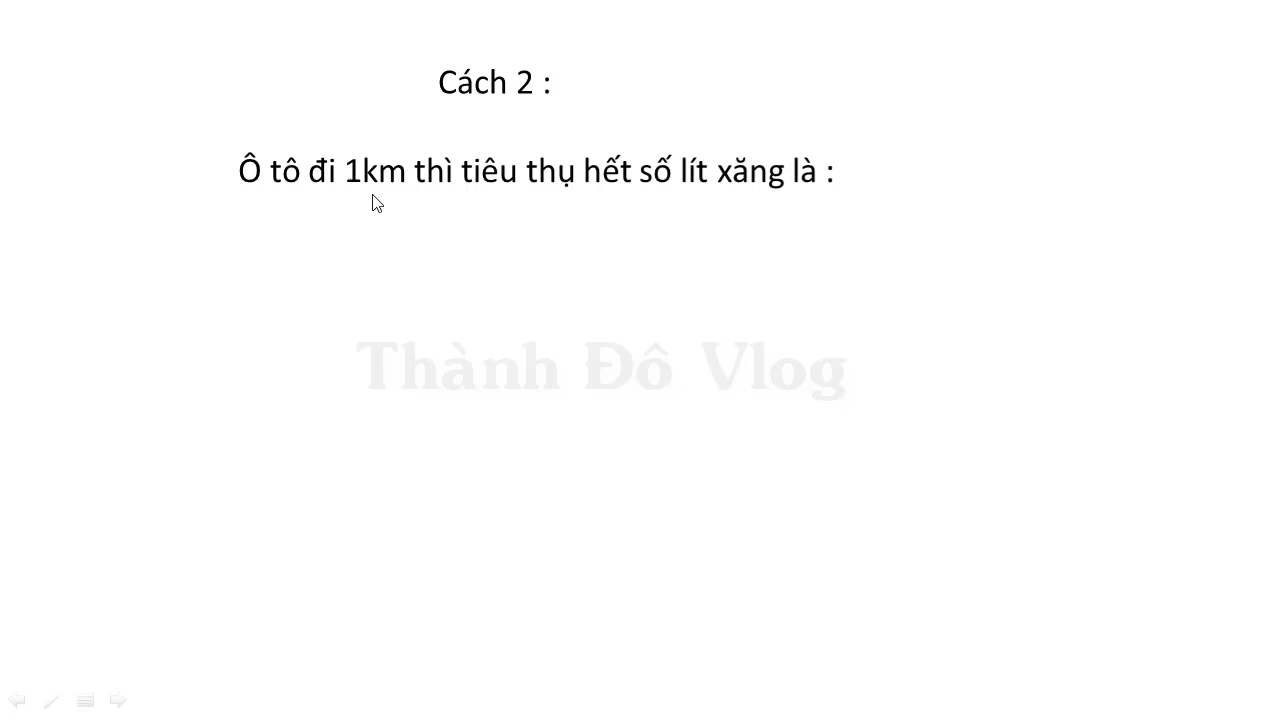 Cách 2 :
Ô tô đi 1km thì tiêu thụ hết số lít xăng là :
Thành Đô Vlog